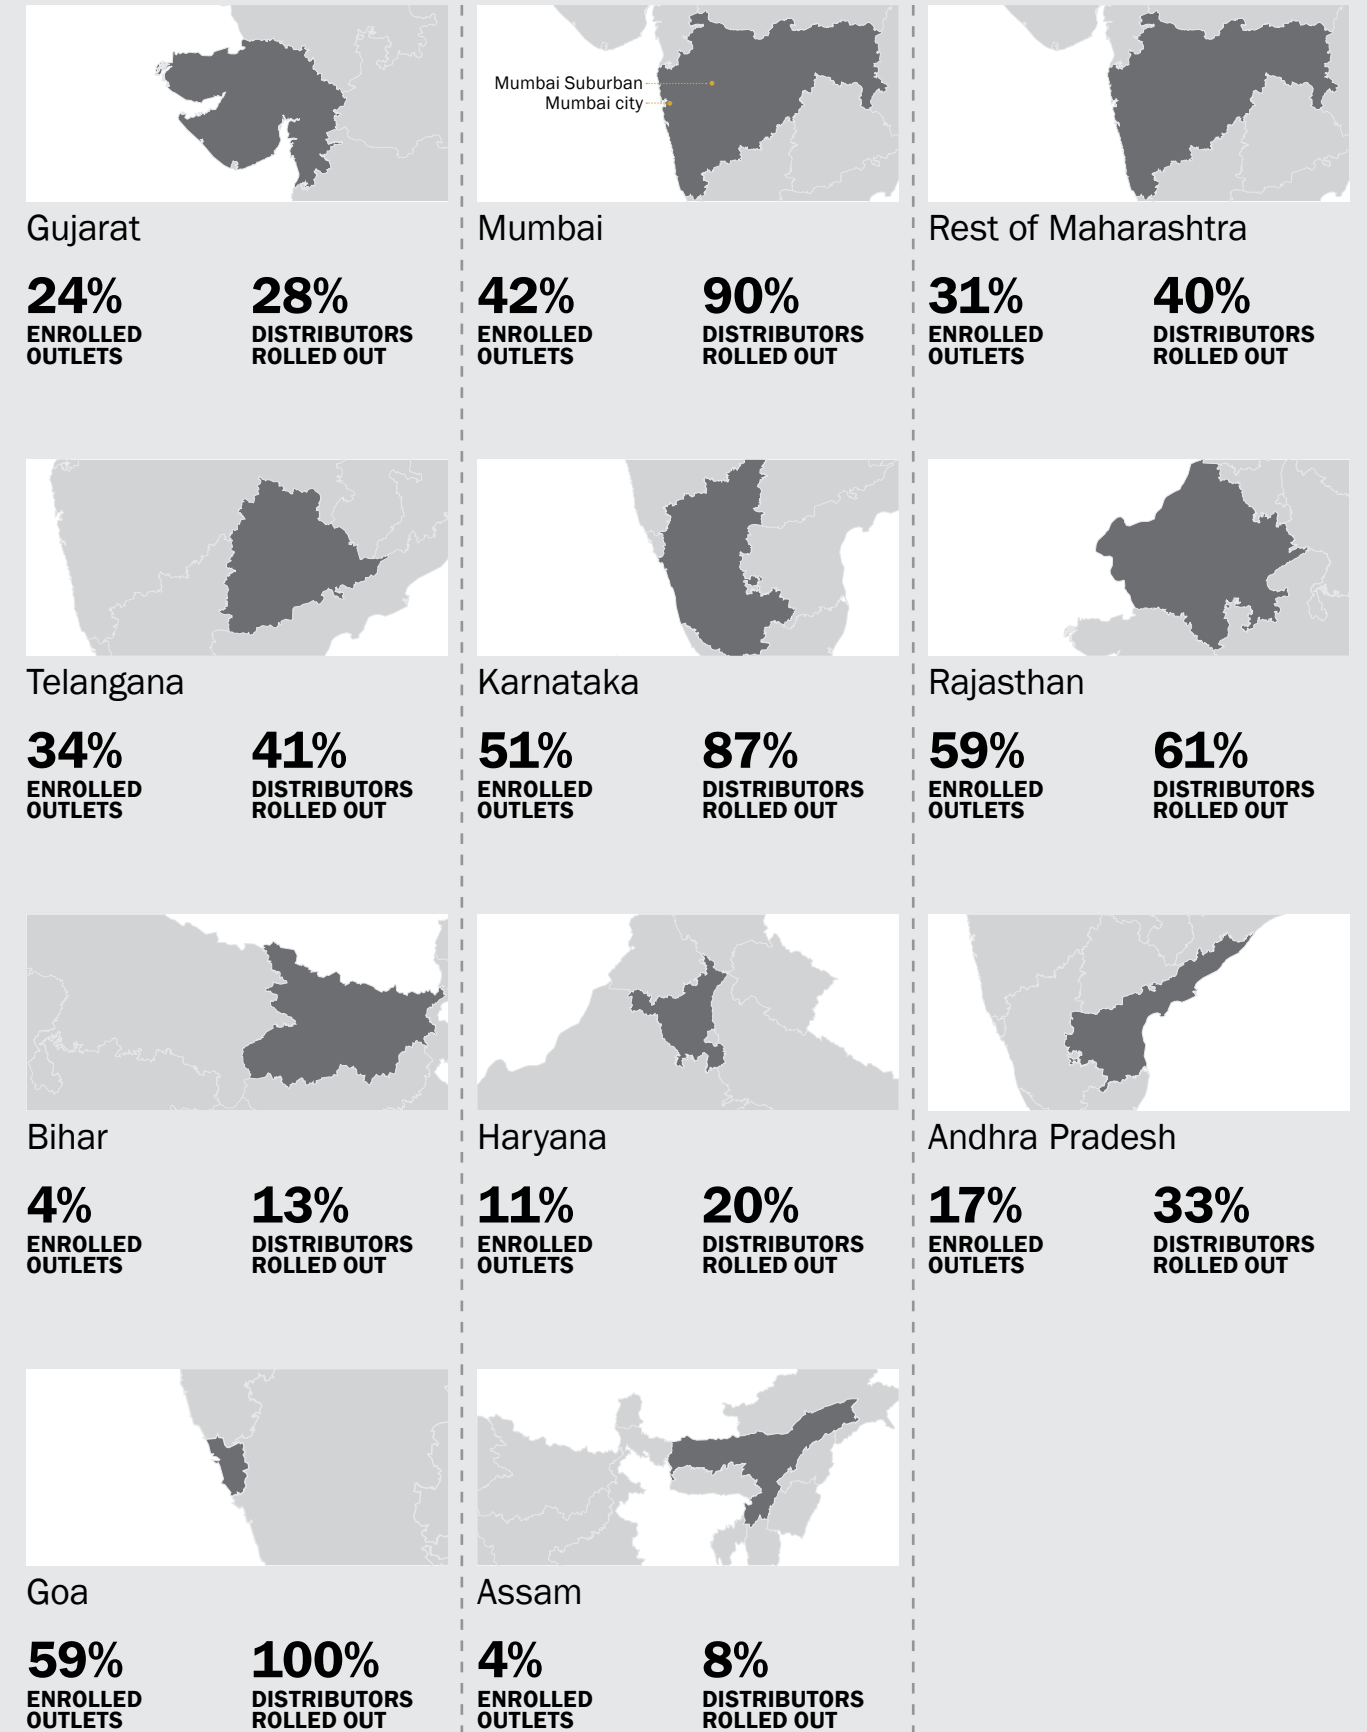 Mumbai Suburban
Mumbai city
Gujarat
24%
ENROLLED
OUTLETS
28%
DISTRIBUTORS
ROLLED OUT
Mumbai
42%
ENROLLED
OUTLETS
90%
DISTRIBUTORS
ROLLED OUT
Rest of Maharashtra
31%
ENROLLED
OUTLETS
40%
DISTRIBUTORS
ROLLED OUT
Telangana
34%
ENROLLED
OUTLETS
41%
DISTRIBUTORS
ROLLED OUT
Karnataka
51%
ENROLLED
OUTLETS
87%
DISTRIBUTORS
ROLLED OUT
Rajasthan
59%
ENROLLED
OUTLETS
61%
DISTRIBUTORS
ROLLED OUT
Bihar
4%
ENROLLED
OUTLETS
13%
DISTRIBUTORS
ROLLED OUT
Haryana
11%
ENROLLED
OUTLETS
20%
DISTRIBUTORS
ROLLED OUT
Andhra Pradesh
17%
ENROLLED
OUTLETS
33%
DISTRIBUTORS
ROLLED OUT
Goa
59%
ENROLLED
OUTLETS
100%
DISTRIBUTORS
ROLLED OUT
Assam
4%
ENROLLED
OUTLETS
8%
DISTRIBUTORS
ROLLED OUT